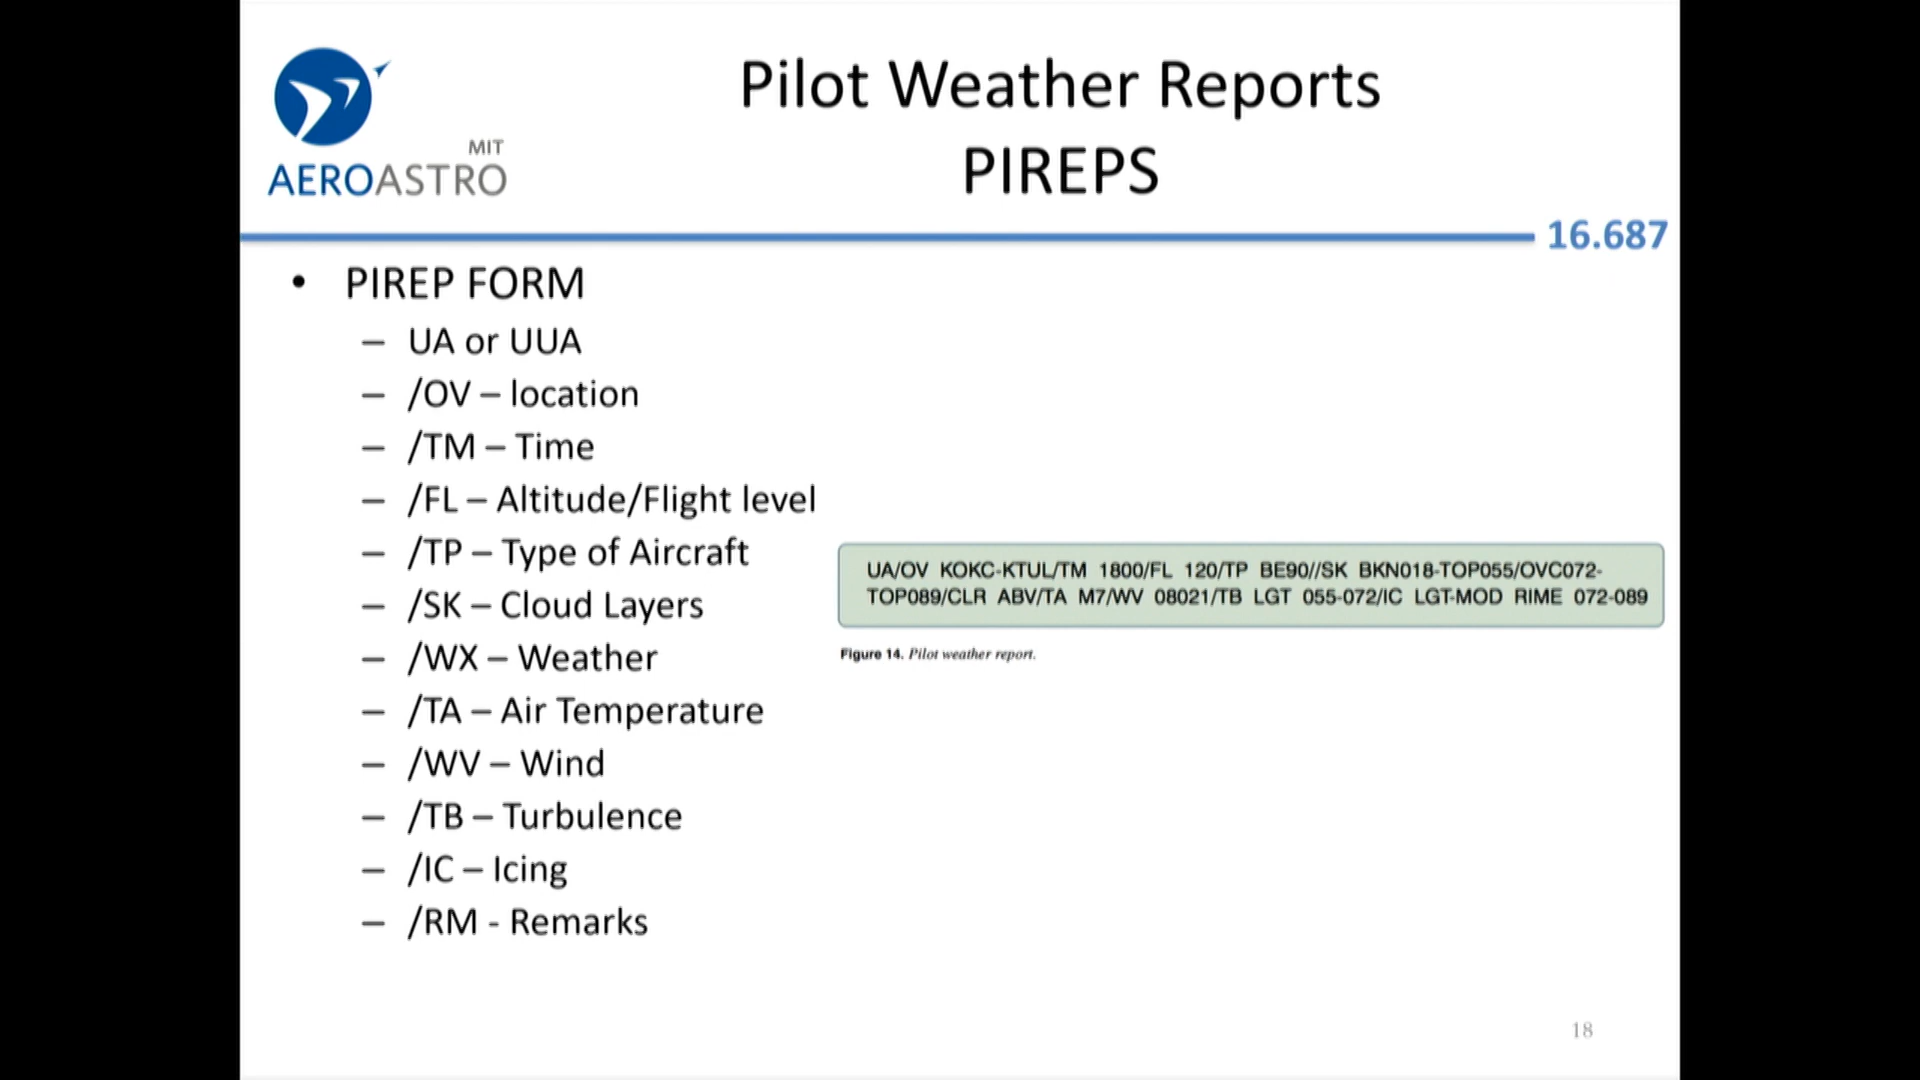 MIT
AEROASTRO
Pilot Weather Reports
PIREPS
16.687
• PIREP FORM
– UA or UUA
– /OV – location
– /TM – Time
– /FL – Altitude/Flight level
– /TP – Type of Aircraft
– /SK – Cloud Layers
– /WX – Weather
– /TA – Air Temperature
– /WV – Wind
– /TB – Turbulence
– /IC – Icing
– /RM - Remarks
UA/OV KOKC-KTUL/TM 1800/FL 120/TP BE90//SK BKN018-TOP055/OVC072-
TOP089/CLR ABV/TA M7/WV 08021/TB LGT 055-072/IC LGT-MOD RIME 072-089
Figure 14. Pilot weather report.
18